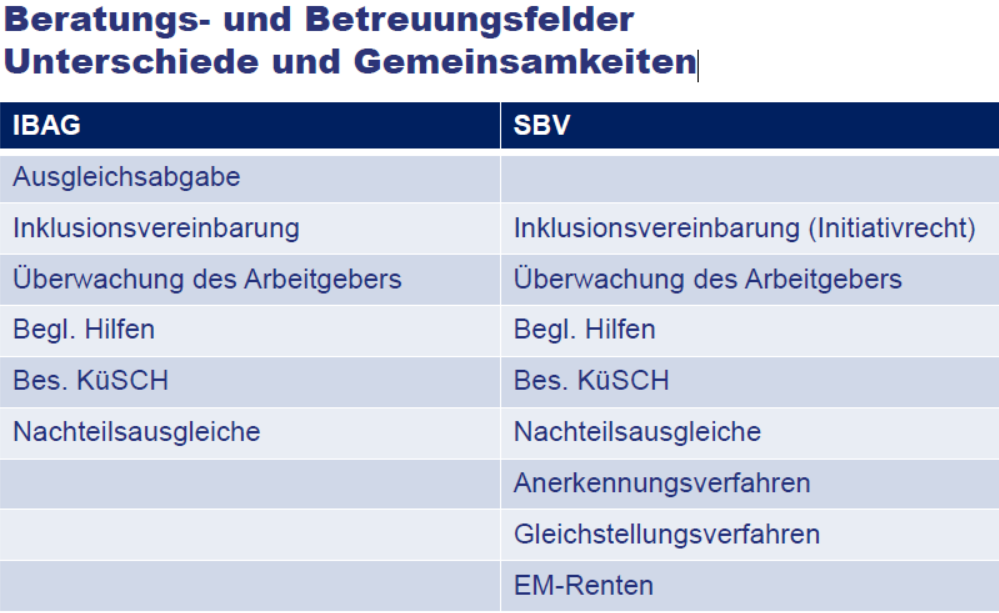 Beratungs- und Betreuungsfelder
Unterschiede und Gemeinsamkeiten
IBAG SBV
Ausgleichsabgabe
Inklusionsvereinbarung Inklusionsvereinbarung (Initiativrecht)
Überwachung des Arbeitgebers Überwachung des Arbeitgebers
Begl. Hilfen Begl. Hilfen
Bes. KüSCH Bes. KüSCH
Nachteilsausgleiche Nachteilsausgleiche
Anerkennungsverfahren
Gleichstellungsverfahren
EM-Renten